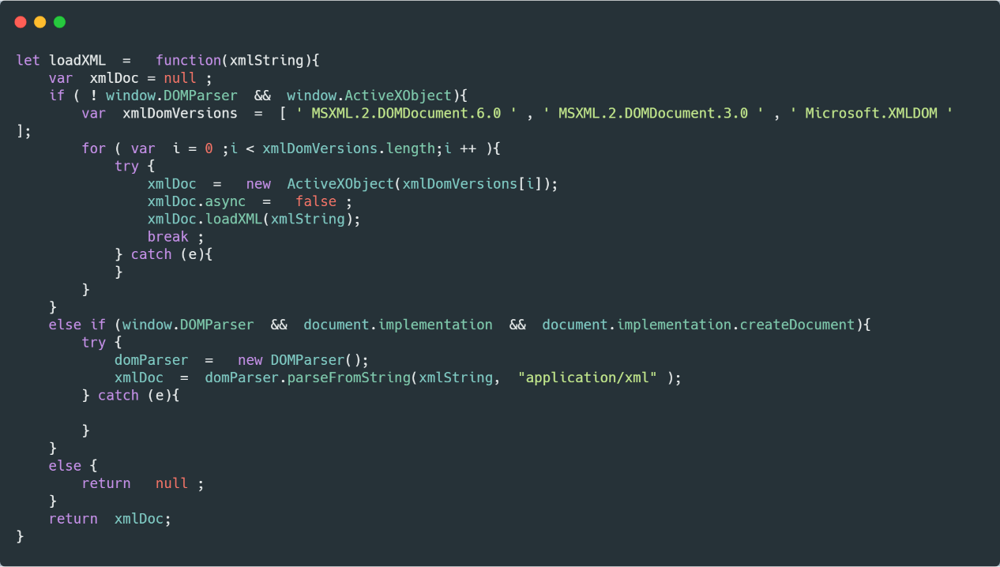 let loadXML  =   function(xmlString){
    var  xmlDoc = null ;
    if ( ! window.DOMParser  &&  window.ActiveXObject){
        var  xmlDomVersions  =  [ ' MSXML.2.DOMDocument.6.0 ' , ' MSXML.2.DOMDocument.3.0 ' , ' Microsoft.XMLDOM '
];
        for ( var  i = 0 ;i < xmlDomVersions.length;i ++ ){
            try {
                xmlDoc  =   new  ActiveXObject(xmlDomVersions[i]);
                xmlDoc.async  =   false ;
                xmlDoc.loadXML(xmlString);
                break ;
            } catch (e){
            }
        }
    }
    else if (window.DOMParser  &&  document.implementation  &&  document.implementation.createDocument){
        try {
            domParser  =   new DOMParser();
            xmlDoc  =  domParser.parseFromString(xmlString,  "application/xml" );
        } catch (e){

        }
    }
    else {
        return   null ;
    }
    return  xmlDoc;
}